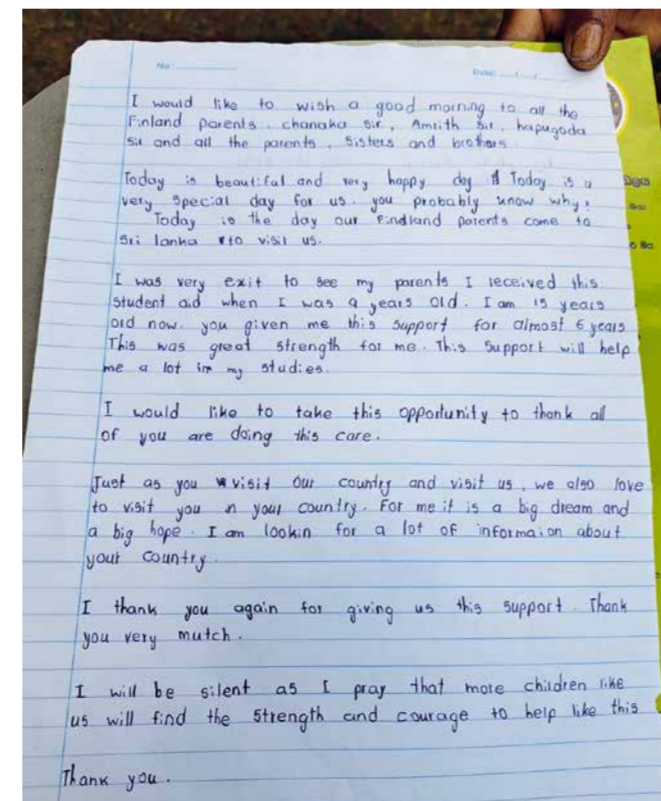 No:
Date: ..../..../....
I would like to wish a good morning to all the
Finland parents. chanaka sir, Amrith sir, hapugoda
sir and all the parents, sisters and brothers
Today is beautiful and very happy day Today is a
very special day for us. you probably know why,
Today is the day our Findland parents come to
Sri lanka to visit us.
I was very exit to see my parents I received this
student aid when I was 9 years old. I am 15 years
old now. you given me this support for almost 6 years
This was great strength for me. This support will help
me a lot in my studies.
I would like to take this opportunity to thank all
of you are doing this care.
Just as you visit our country and visit us, we also love
to visit you in your country. For me it is a big dream and
a big hope. I am lookin for a lot of informaion about
your country.
I thank you again for giving us this support. Thank
you very mutch.
I will be silent as I pray that more children like
us will find the strength and courage to help like this
Thank you.